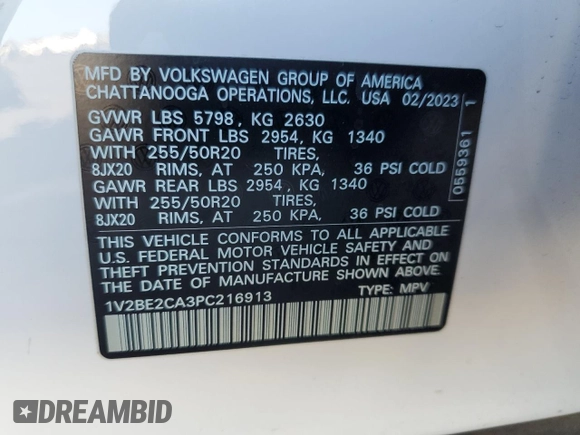 MFD BY VOLKSWAGEN GROUP OF AMERICA
CHATTANOOGA OPERATIONS, LLC. USA 02/2023
GVWR LBS 5798, KG 2630
GAWR FRONT LBS 2954, KG 1340
WITH 255/50R20 TIRES,
8JX20 RIMS, AT 250 KPA, 36 PSI COLD
GAWR REAR LBS 2954, KG 1340
WITH 255/50R20 TIRES,
8JX20 RIMS, AT 250 KPA, 36 PSI COLD
THIS VEHICLE CONFORMS TO ALL APPLICABLE
U.S. FEDERAL MOTOR VEHICLE SAFETY AND
THEFT PREVENTION STANDARDS IN EFFECT ON
THE DATE OF MANUFACTURE SHOWN ABOVE.
1V2BE2CA3PC216913 TYPE: MPV
0559361 1
DREAMBID